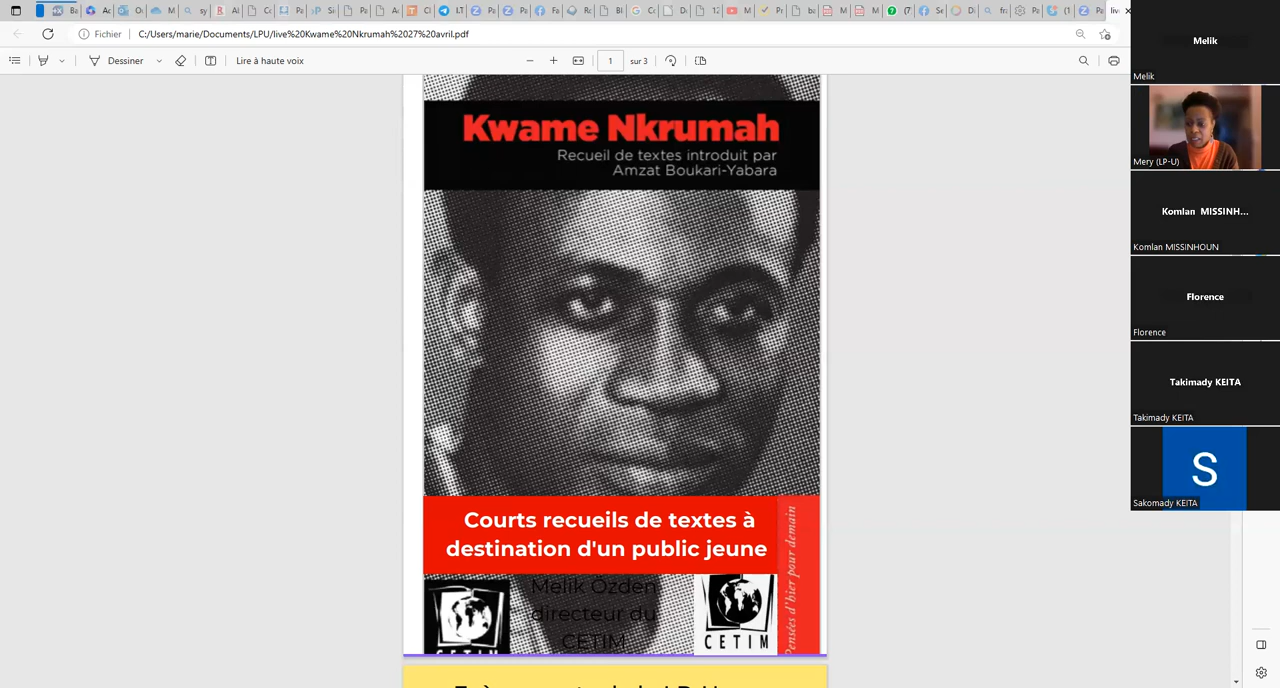 Fichier
C:/Users/marie/Documents/LPU/live%20Kwame%20Nkrumah%2027%20avril.pdf
Dessiner
Lire à haute voix
1
sur 3
Kwame Nkrumah
Recueil de textes introduit par
Amzat Boukari-Yabara
Courts recueils de textes à
destination d'un public jeune
Pensées d'hier pour demain
Melik Özden
directeur du
CETIM
CETIM
CETIM
Melik
Melik
Mery (LP-U)
Komlan MISSINH...
Komlan MISSINHOUN
Florence
Florence
Takimady KEITA
Takimady KEITA
S
Sakomady KEITA